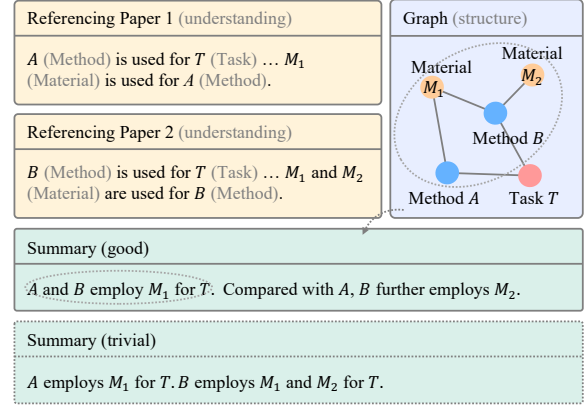 Referencing Paper 1 (understanding)
A (Method) is used for T (Task) … M₁
(Material) is used for A (Method).
Referencing Paper 2 (understanding)
B (Method) is used for T (Task) … M₁ and M₂
(Material) are used for B (Method).
Graph (structure)
Material
M₁
Material
M₂
Method B
Method A
Task T
Summary (good)
A and B employ M₁ for T. Compared with A, B further employs M₂.
Summary (trivial)
A employs M₁ for T. B employs M₁ and M₂ for T.